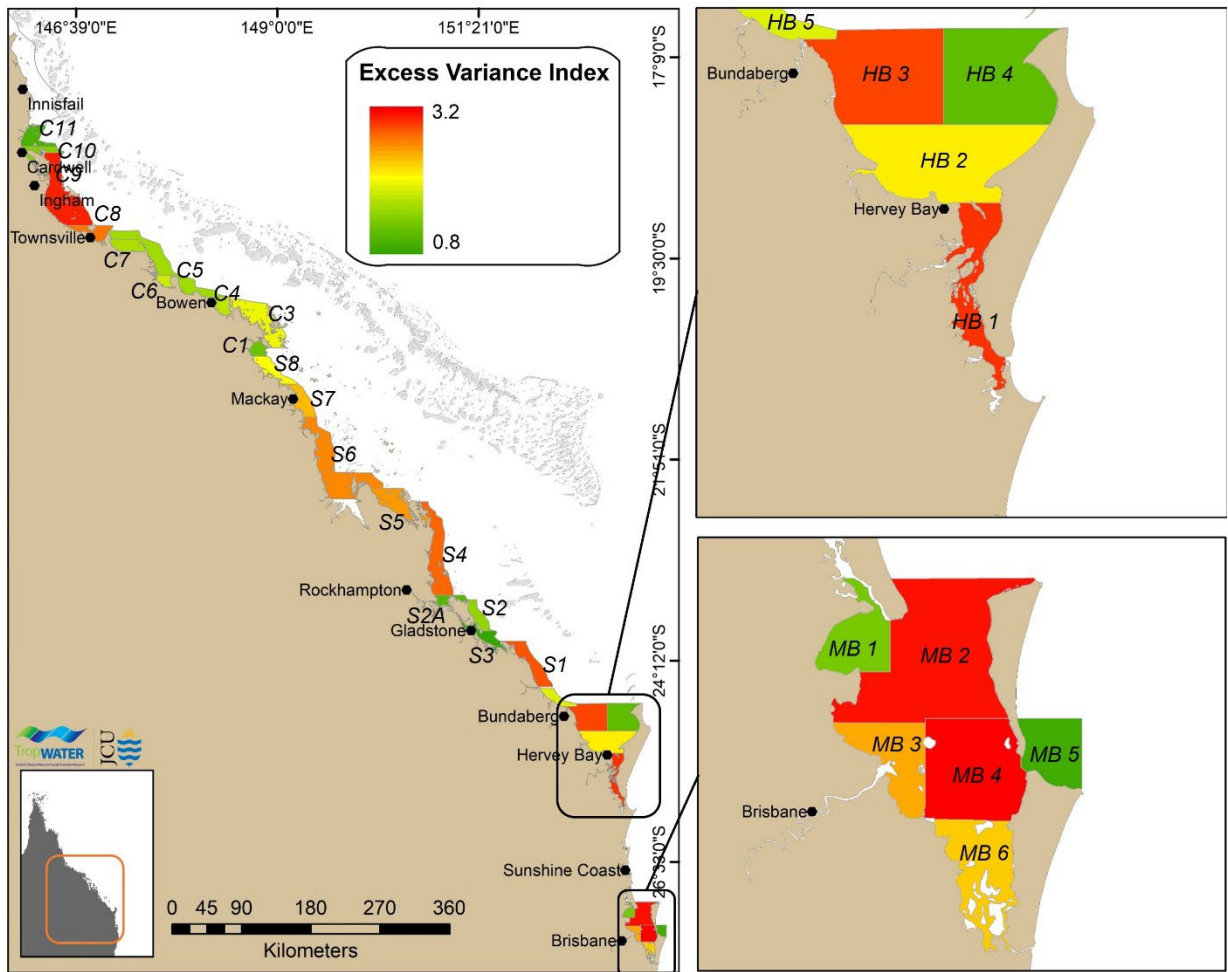 146°39'0"E
149°0'0"E
151°21'0"E
Excess Variance Index
3.2
0.8
Innisfail
C11
C10
Cardwell
C9
Ingham
C8
Townsville
C7
C5
C6
Bowen
C4
C3
C1
S8
Mackay
S7
S6
S5
S4
Rockhampton
S2A
S2
Gladstone
S3
S1
Bundaberg
Hervey Bay
Sunshine Coast
Brisbane
17°9'0"S
19°30'0"S
21°51'0"S
24°12'0"S
26°33'0"S
TropWATER
JCU
0 45 90 180 270 360
Kilometers
HB 5
Bundaberg
HB 3
HB 4
HB 2
Hervey Bay
HB 1
MB 1
MB 2
MB 3
MB 4
MB 5
Brisbane
MB 6